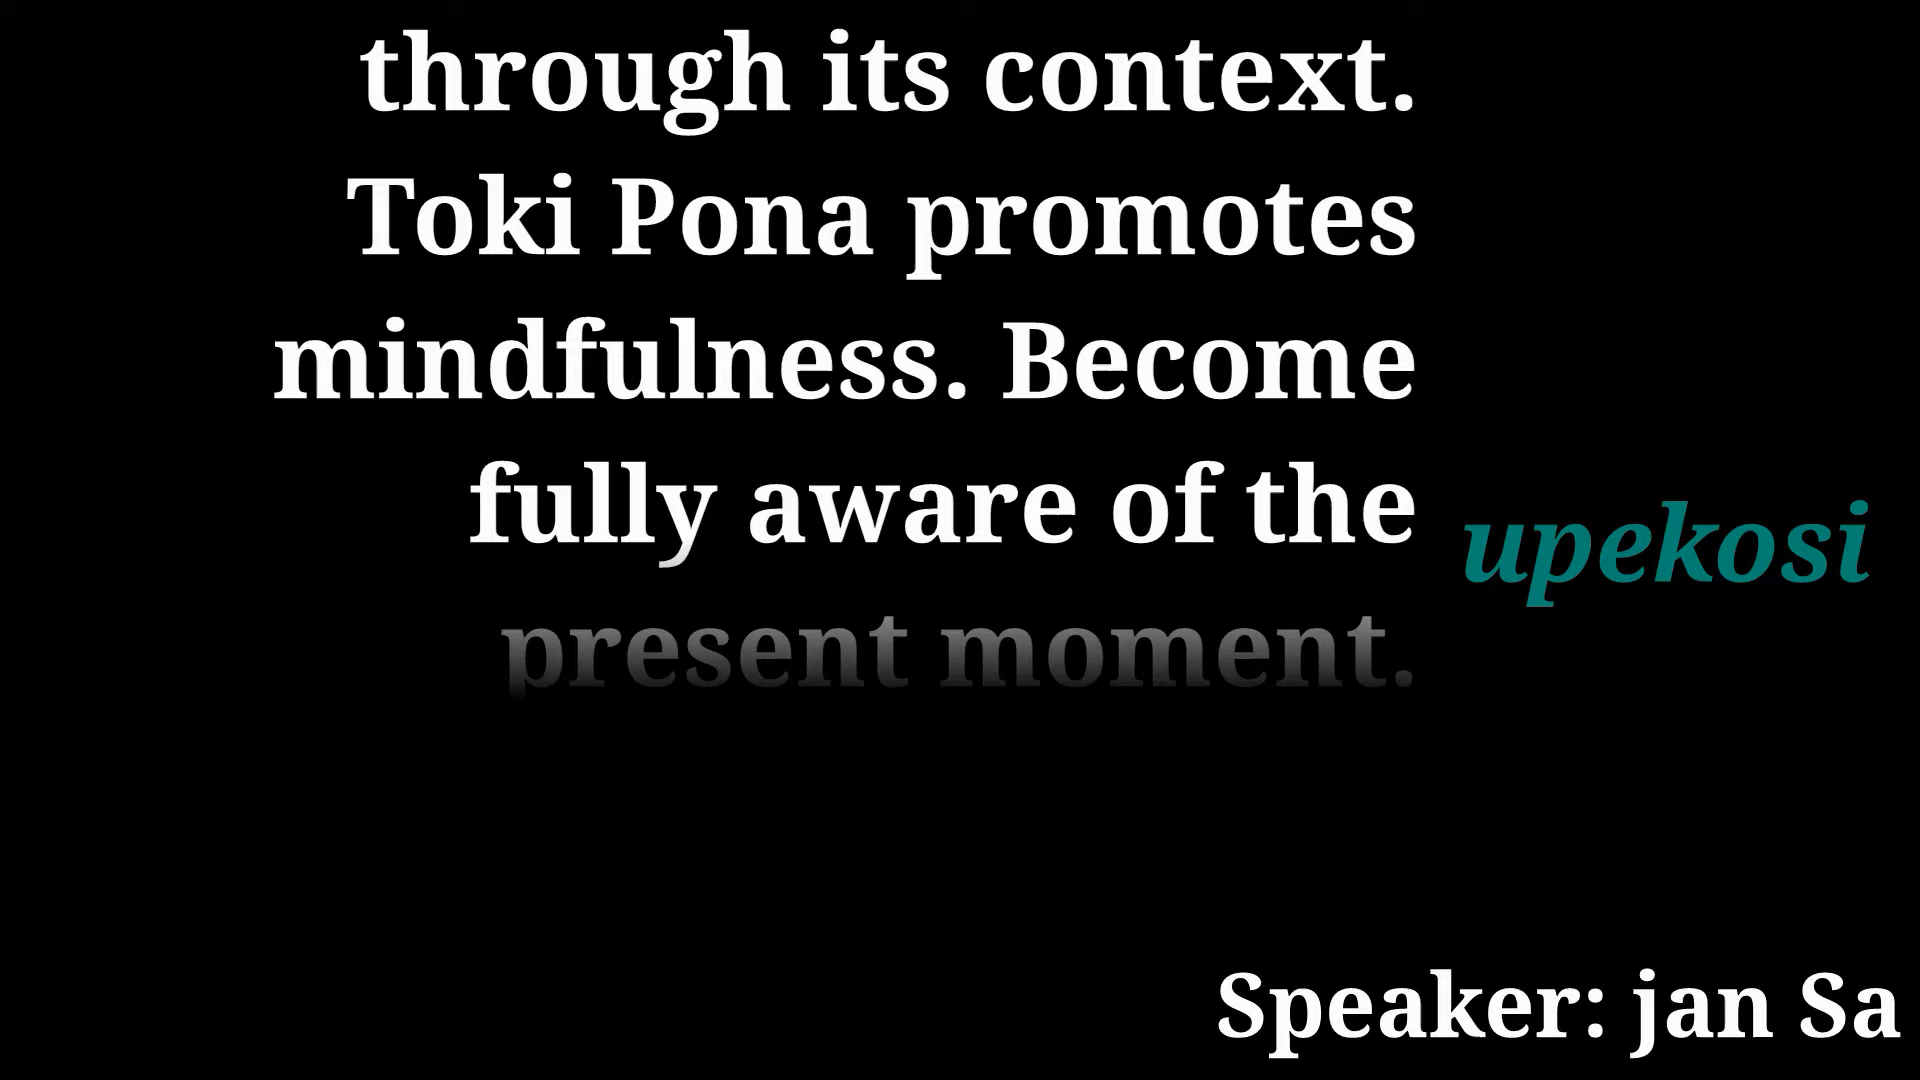 through its context.
Toki Pona promotes
mindfulness. Become
fully aware of the
upekosi
present moment.
Speaker: jan Sa